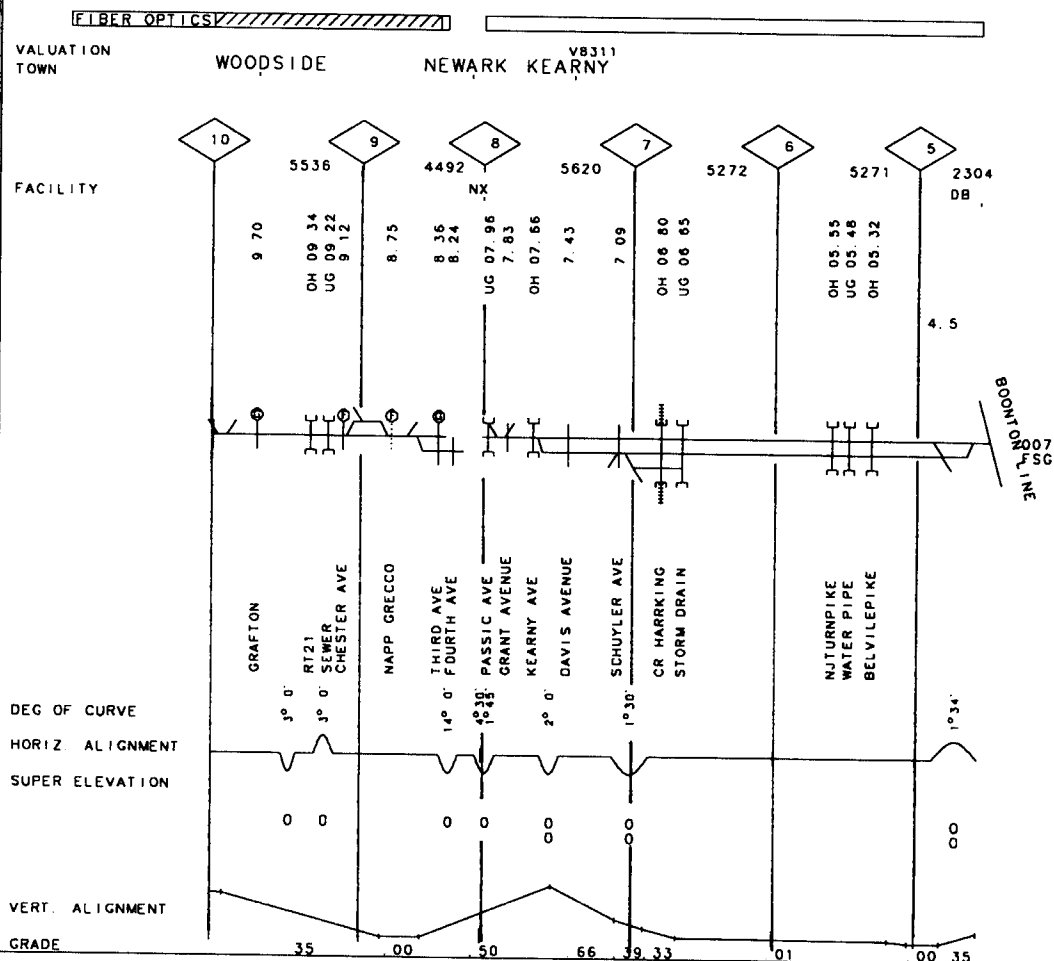 FIBER OPTICS
VALUATION V8311
TOWN WOODSIDE NEWARK KEARNY
10 9 8 7 6 5
5536 4492 5620 5272 5271 2304
FACILITY NX DB
9 70
OH 09 34
UG 09 22
9 12
8.75
8 36
8.24
UG 07.96
7.83
OH 07.66
7.43
7 09
OH 06 80
UG 06 65
OH 05.55
UG 05.48
OH 05.32
4.5
BOONTON LINE
007
FSG
GRAFTON
RT21
SEWER
CHESTER AVE
NAPP GRECCO
THIRD AVE
FOURTH AVE
PASSIC AVE
GRANT AVENUE
KEARNY AVE
DAVIS AVENUE
SCHUYLER AVE
CR HARRKING
STORM DRAIN
NJTURNPIKE
WATER PIPE
BELVILEPIKE
DEG OF CURVE 3° 0' 3° 0' 14° 0' 4° 30' 1° 45' 2° 0' 1° 30' 1° 34'
HORIZ. ALIGNMENT
SUPER ELEVATION
0 0 0 0 0 0 0
0 0 0
VERT. ALIGNMENT
GRADE 35 .00 .50 66 39 .33 01 .00 35